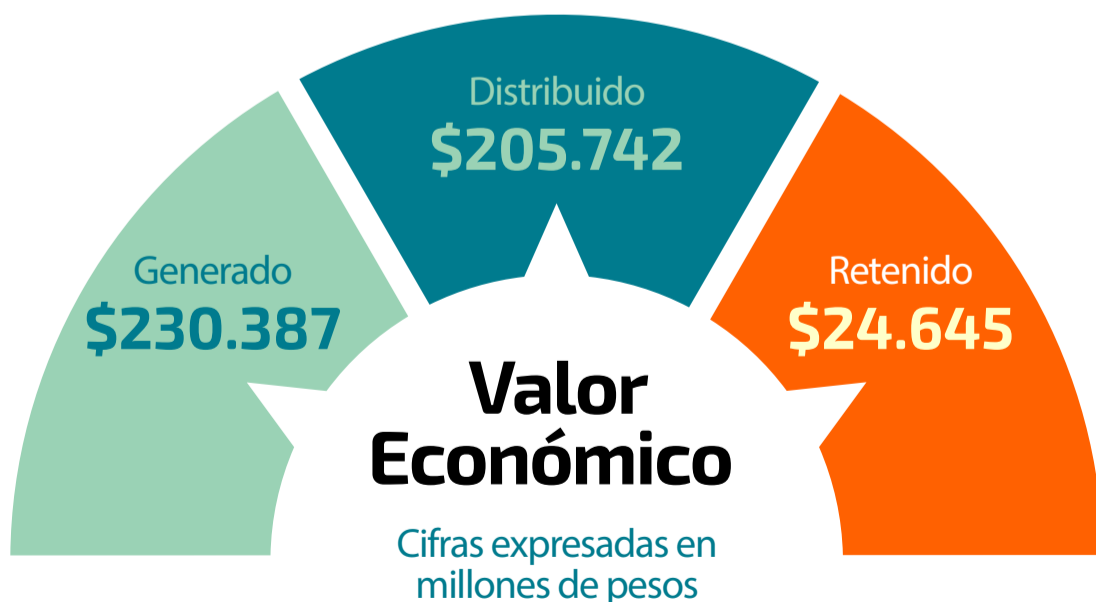 Generado
$230.387
Distribuido
$205.742
Retenido
$24.645
Valor
Económico
Cifras expresadas en
millones de pesos